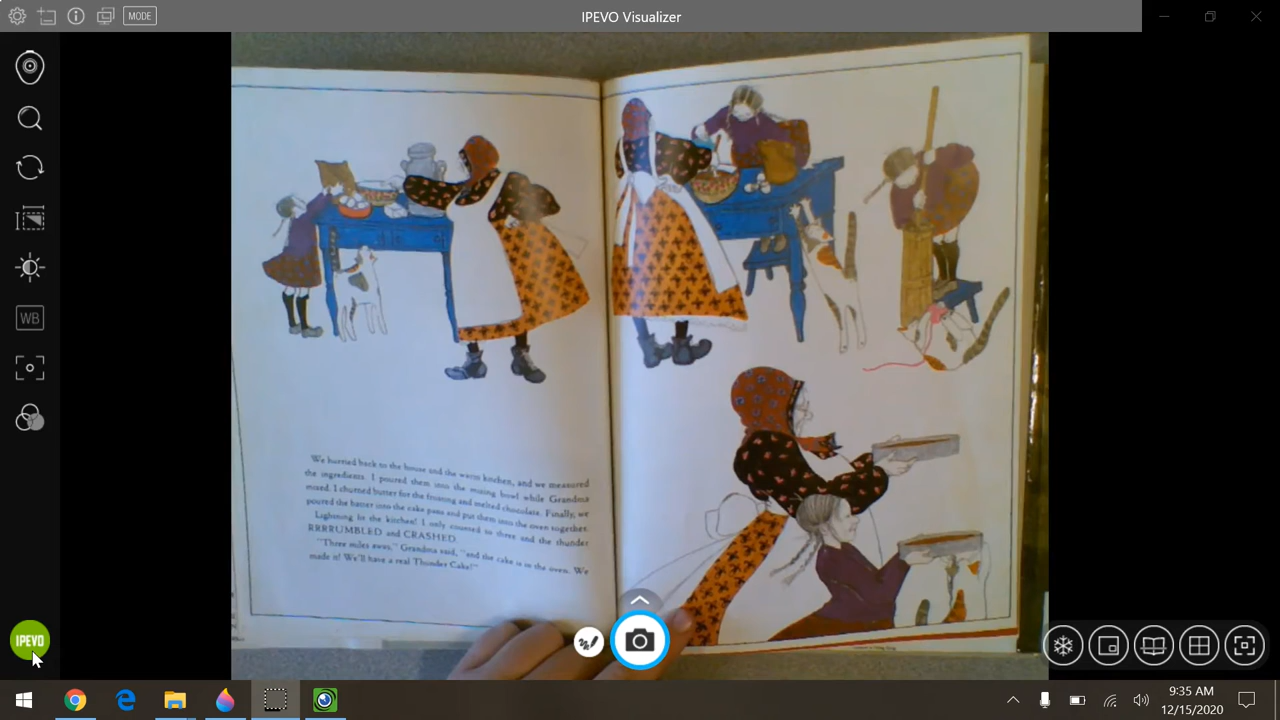 MODE
IPEVO Visualizer
WB
We hurried back to the house and the warm kitchen, and we measured
the ingredients. I poured them into the mixing bowl while Grandma
mixed. I churned butter for the frosting and melted chocolate. Finally, we
poured the batter into the cake pans and put them into the oven together.
Lightning lit the kitchen! I only counted to three and the thunder
RRRRUMBLED and CRASHED.
"Three miles away," Grandma said, "and the cake is in the oven. We
made it! We'll have a real Thunder Cake!"
IPEVO
9:35 AM
12/15/2020